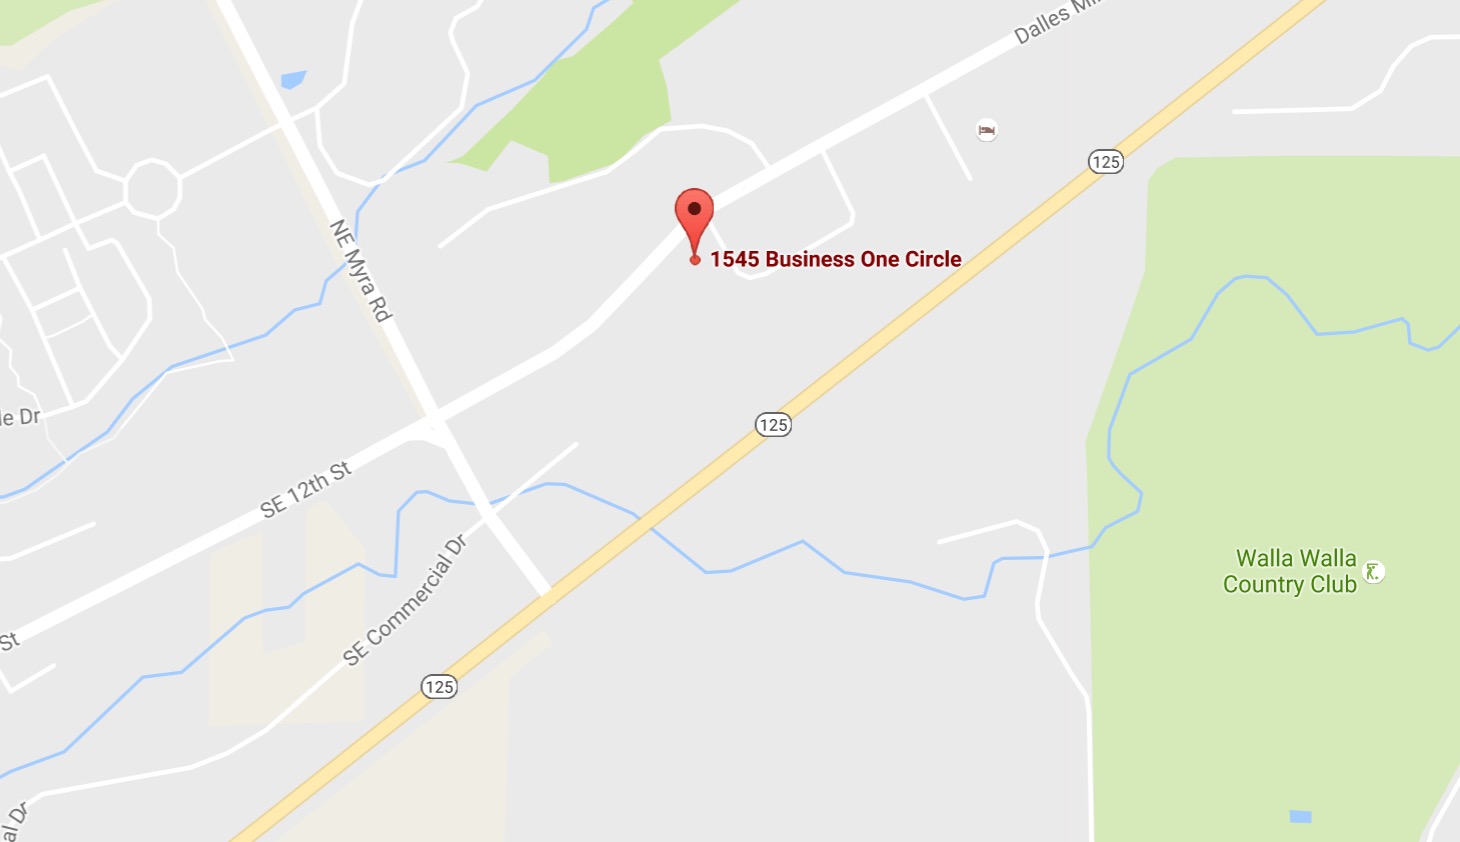 Dalles Mil
125
NE Myra Rd
1545 Business One Circle
le Dr
125
SE 12th St
SE Commercial Dr
Walla Walla
Country Club
St
125
al Dr